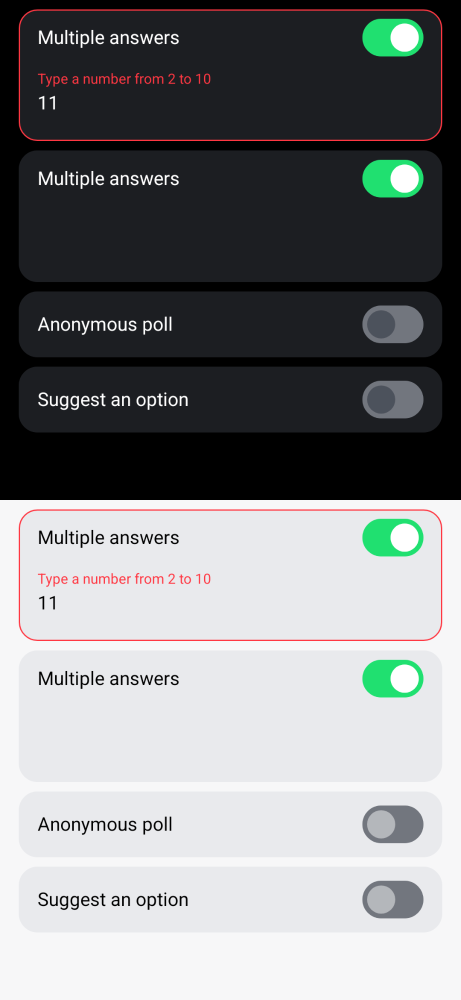 Multiple answers
Type a number from 2 to 10
11
Multiple answers
Anonymous poll
Suggest an option
Multiple answers
Type a number from 2 to 10
11
Multiple answers
Anonymous poll
Suggest an option